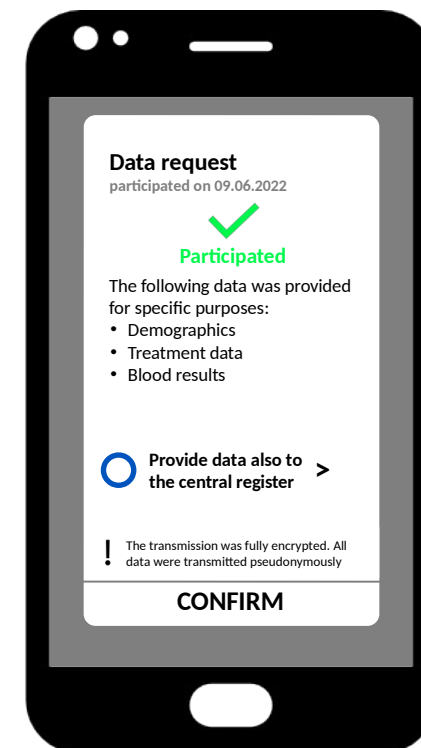 Data request
participated on 09.06.2022
Participated
The following data was provided
for specific purposes:
• Demographics
• Treatment data
• Blood results
Provide data also to
the central register >
! The transmission was fully encrypted. All
data were transmitted pseudonymously
CONFIRM